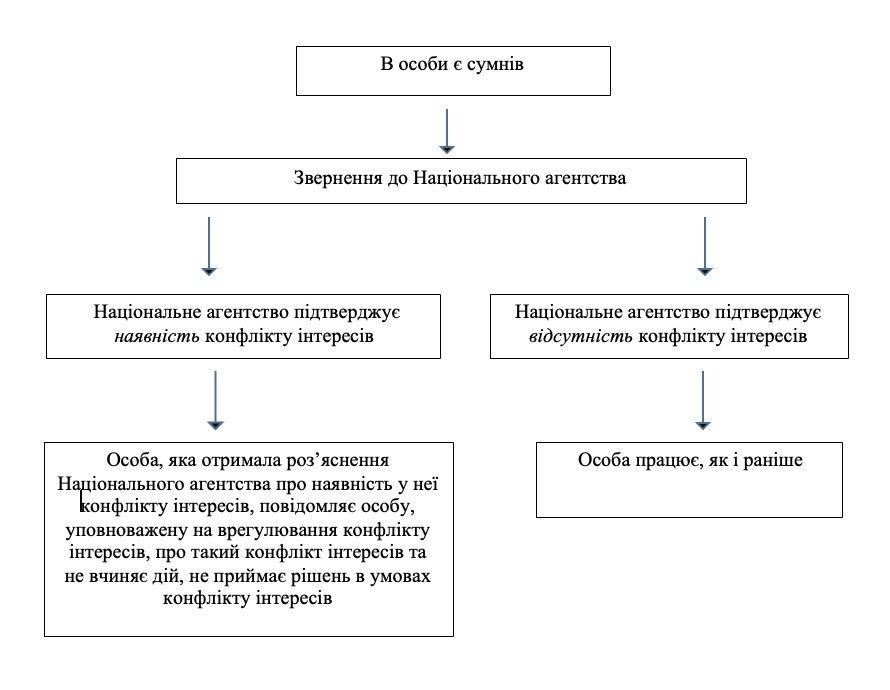 В особи є сумнів
Звернення до Національного агентства
Національне агентство підтверджує
наявність конфлікту інтересів
Національне агентство підтверджує
відсутність конфлікту інтересів
Особа, яка отримала роз’яснення
Національного агентства про наявність у неї
конфлікту інтересів, повідомляє особу,
уповноважену на врегулювання конфлікту
інтересів, про такий конфлікт інтересів та
не вчиняє дій, не приймає рішень в умовах
конфлікту інтересів
Особа працює, як і раніше